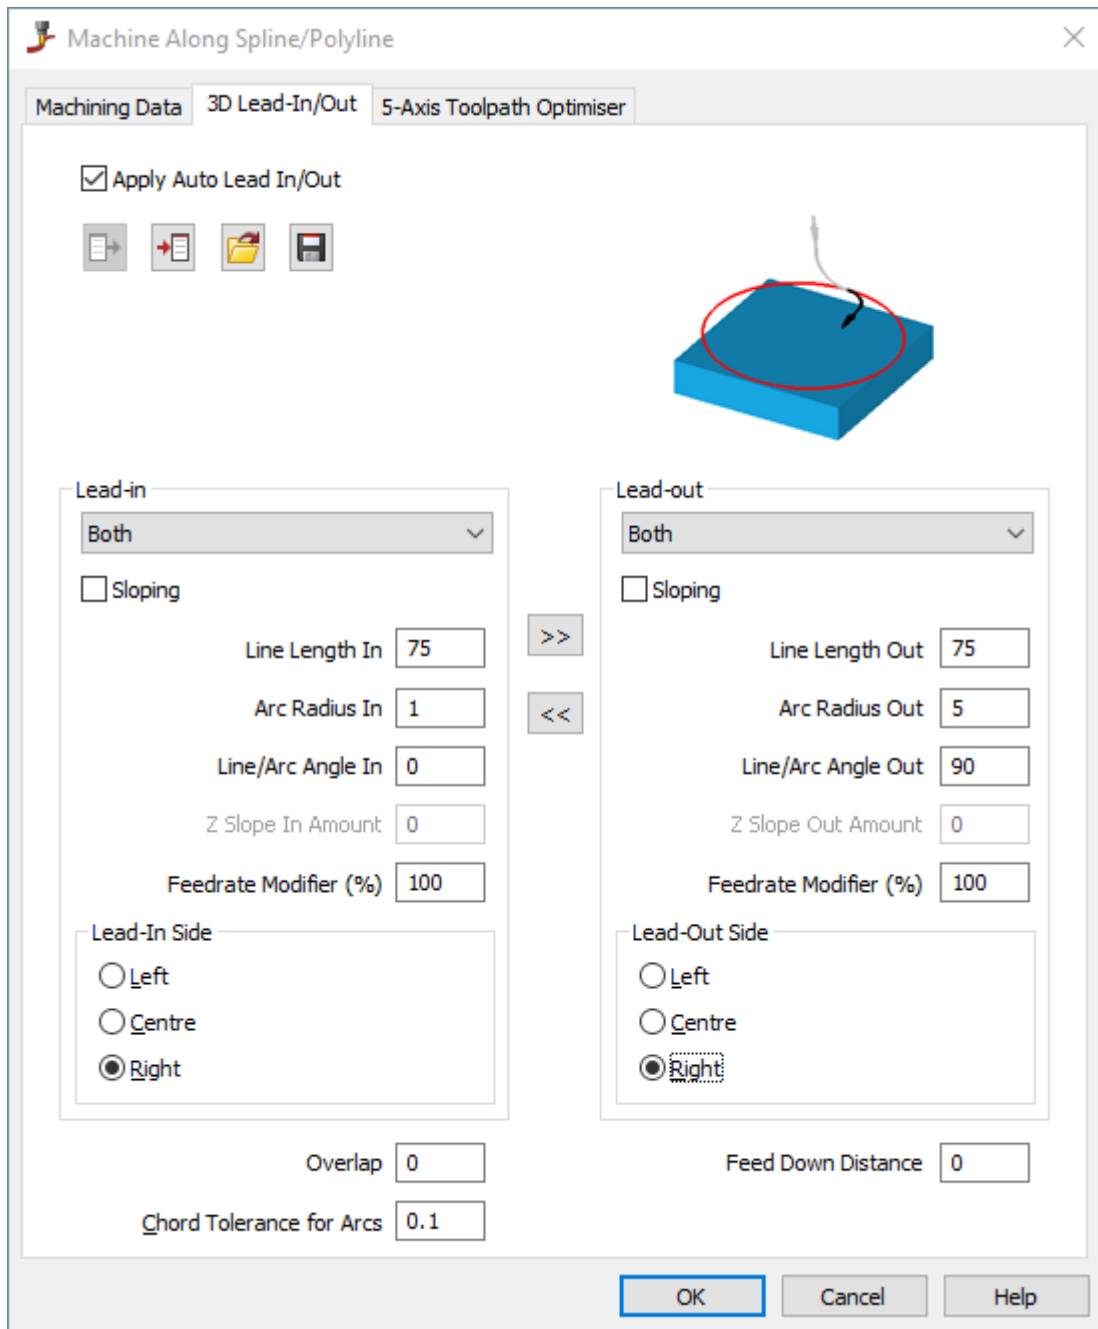 Machine Along Spline/Polyline
Machining Data 3D Lead-In/Out 5-Axis Toolpath Optimiser
Apply Auto Lead In/Out
Lead-in
Both
Sloping
Line Length In 75
Arc Radius In 1
Line/Arc Angle In 0
Z Slope In Amount 0
Feedrate Modifier (%) 100
Lead-In Side
Left
Centre
Right
>>
<<
Lead-out
Both
Sloping
Line Length Out 75
Arc Radius Out 5
Line/Arc Angle Out 90
Z Slope Out Amount 0
Feedrate Modifier (%) 100
Lead-Out Side
Left
Centre
Right
Overlap 0
Feed Down Distance 0
Chord Tolerance for Arcs 0.1
OK Cancel Help